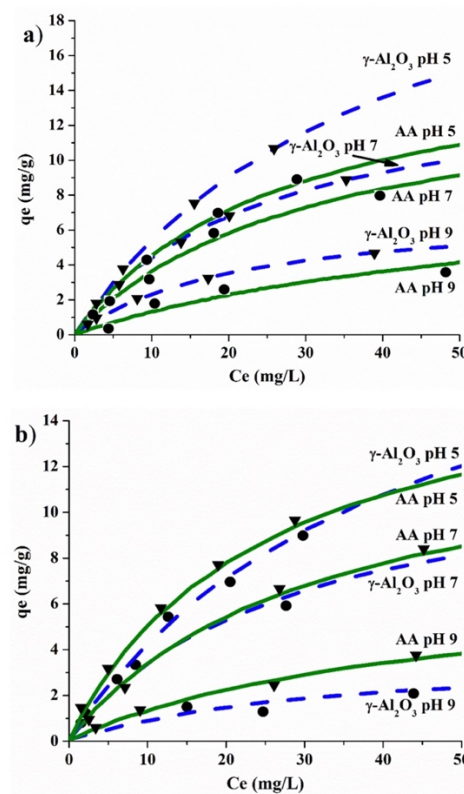 a)
18
16
14
12
10
8
6
4
2
0
qe (mg/g)
γ-Al₂O₃ pH 5
γ-Al₂O₃ pH 7
AA pH 5
AA pH 7
γ-Al₂O₃ pH 9
AA pH 9
0 10 20 30 40 50
Ce (mg/L)
b)
14
12
10
8
6
4
2
0
qe (mg/g)
γ-Al₂O₃ pH 5
AA pH 5
AA pH 7
γ-Al₂O₃ pH 7
AA pH 9
γ-Al₂O₃ pH 9
0 10 20 30 40 50
Ce (mg/L)